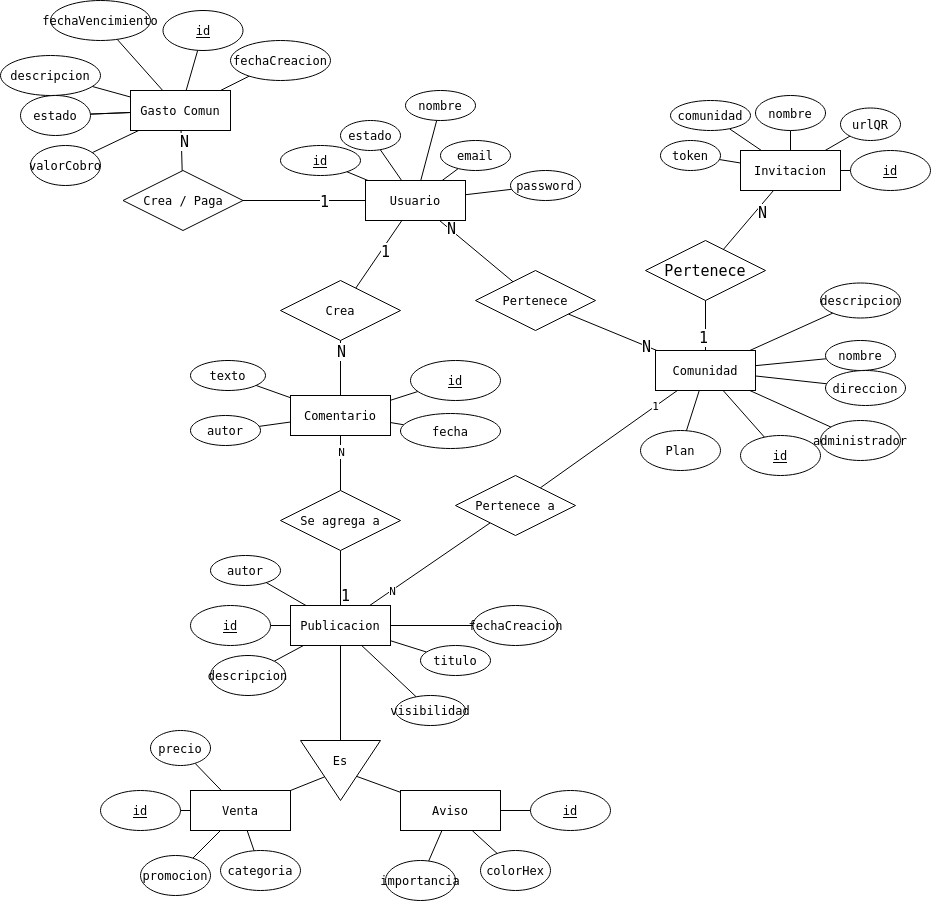 fechaVencimiento
id
fechaCreacion
descripcion
estado
valorCobro
Gasto Comun
N
Crea / Paga
1
nombre
estado
id
email
password
Usuario
1
N
Crea
N
Pertenece
N
comunidad
nombre
urlQR
token
id
Invitacion
N
Pertenece
1
descripcion
nombre
direccion
administrador
id
Plan
Comunidad
1
texto
id
autor
fecha
Comentario
N
Se agrega a
1
Pertenece a
N
autor
id
descripcion
Publicacion
fechaCreacion
titulo
visibilidad
Es
precio
id
Venta
promocion
categoria
Aviso
id
importancia
colorHex